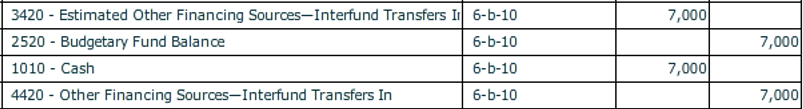 3420 - Estimated Other Financing Sources—Interfund Transfers In 6-b-10 7,000
2520 - Budgetary Fund Balance 6-b-10 7,000
1010 - Cash 6-b-10 7,000
4420 - Other Financing Sources—Interfund Transfers In 6-b-10 7,000